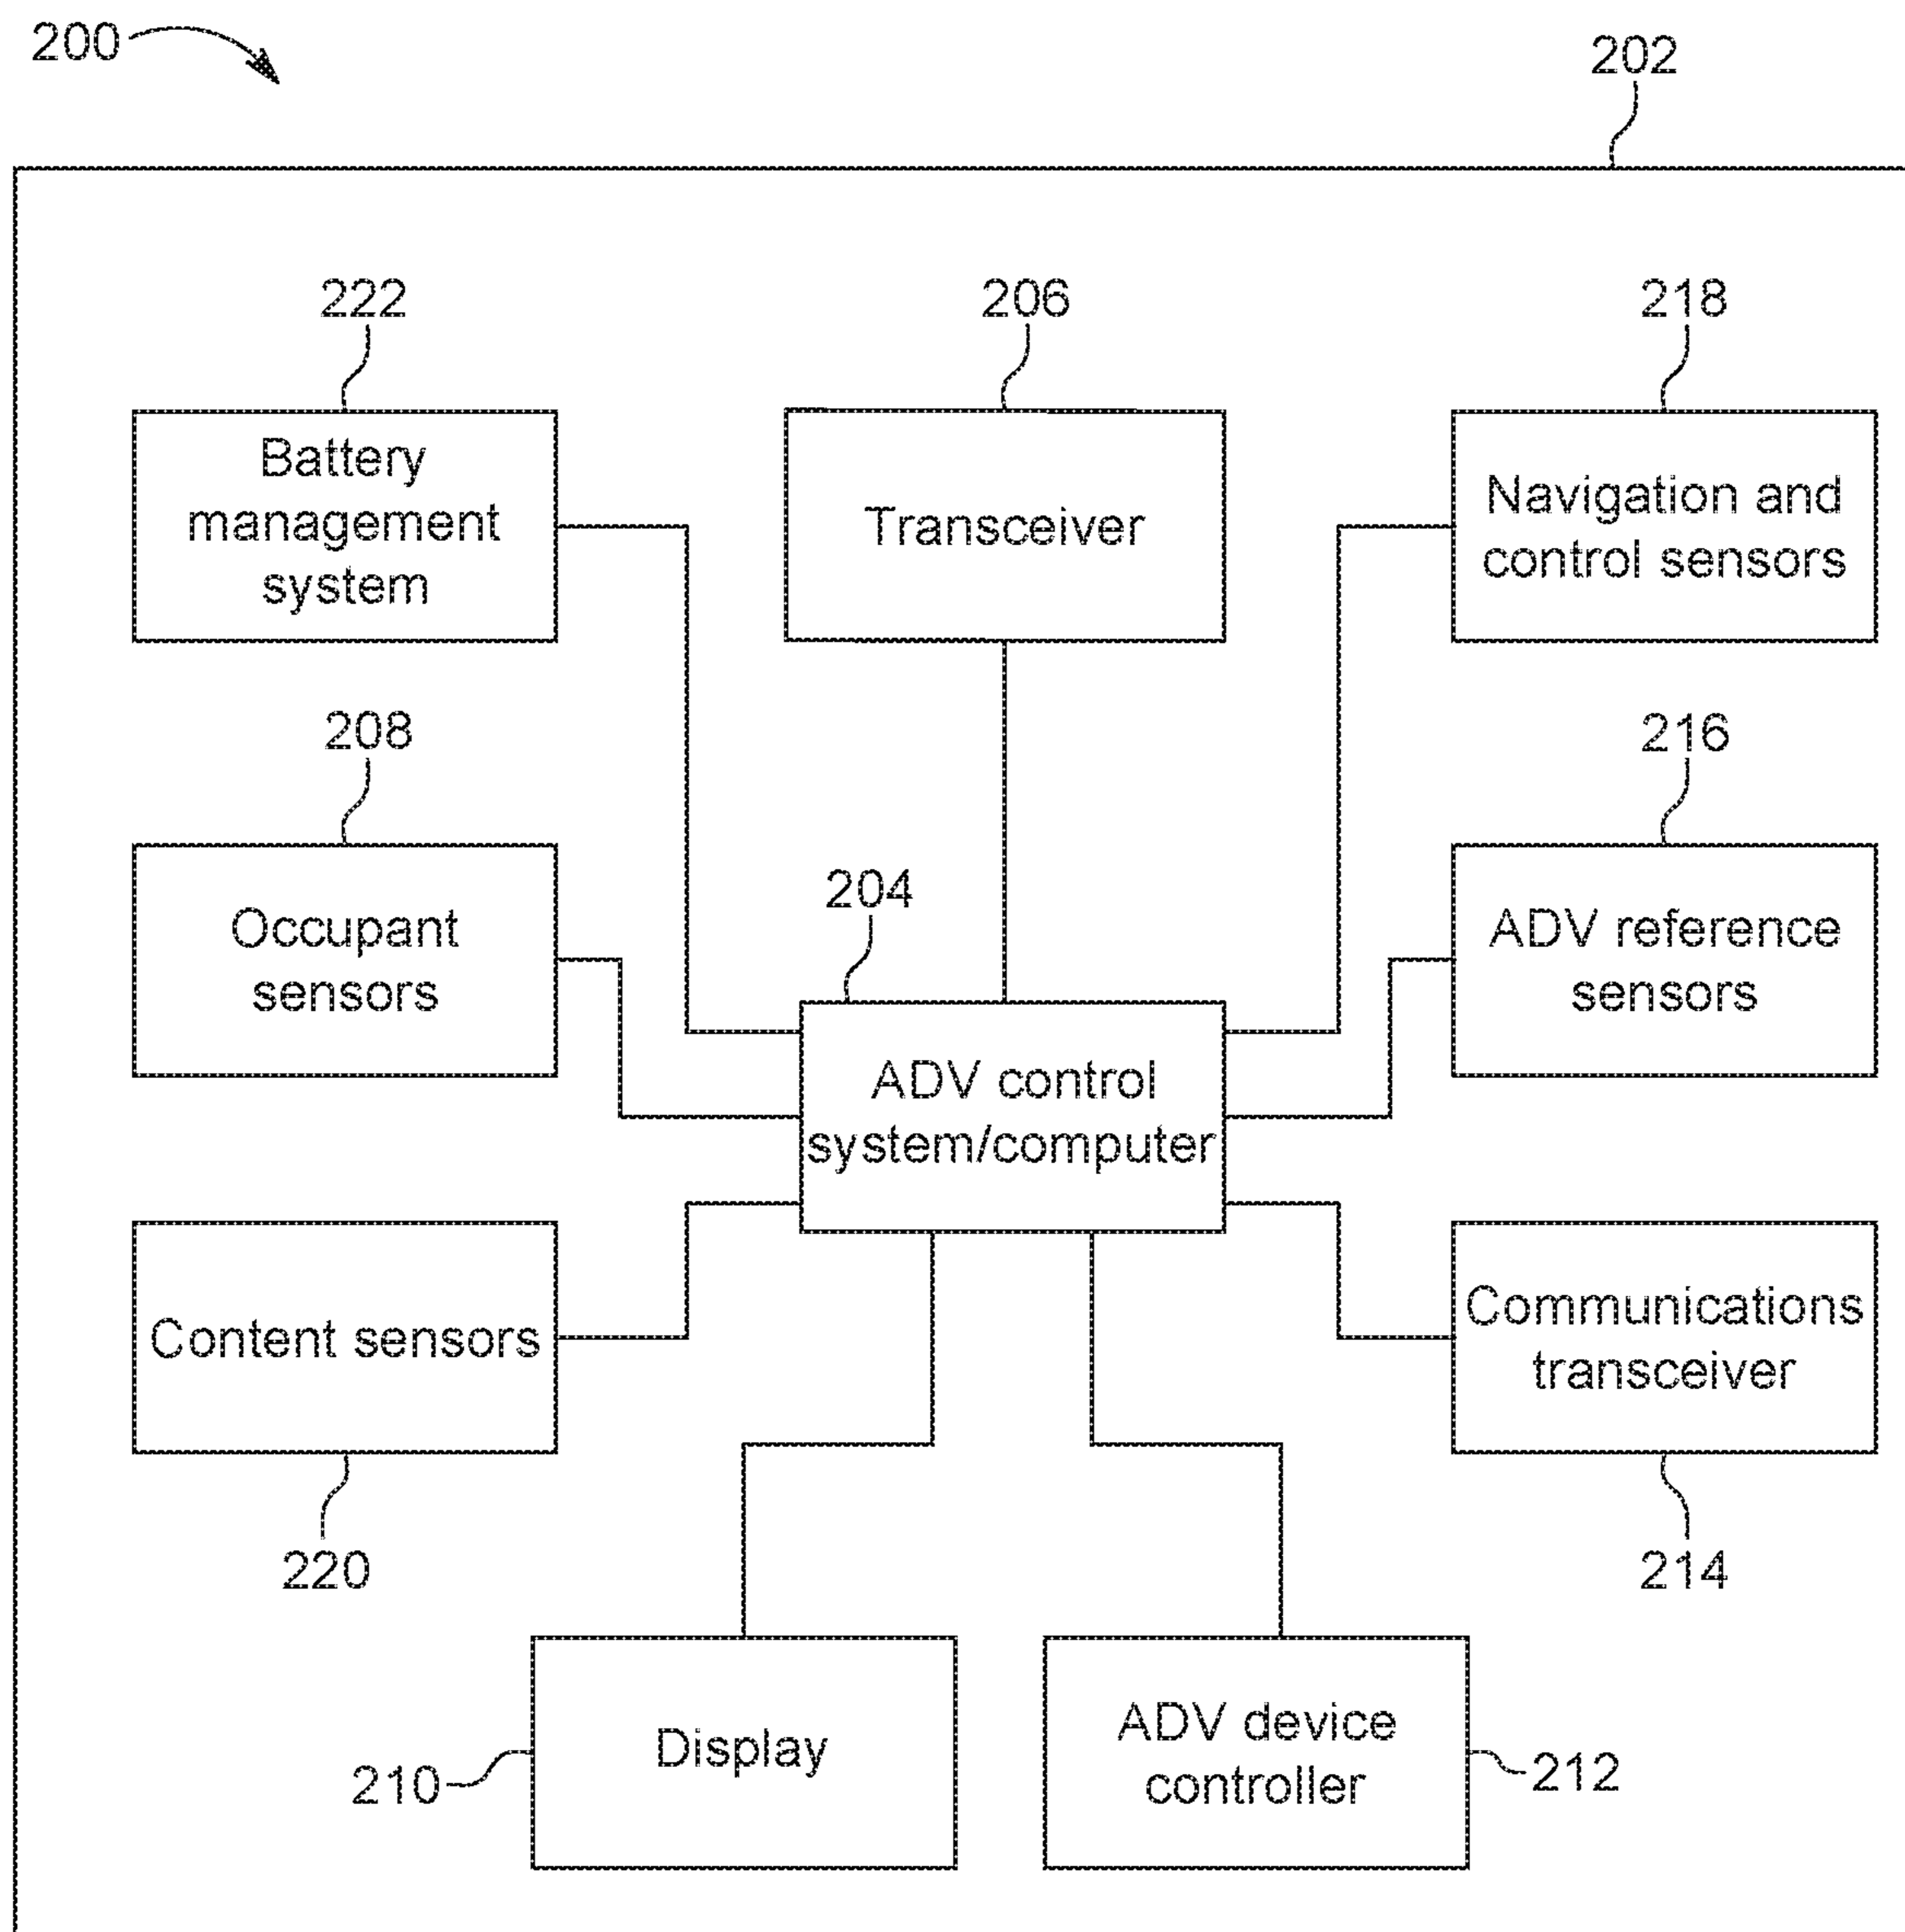 200
202
222
206
218
Battery
management
system
Transceiver
Navigation and
control sensors
208
216
204
Occupant
sensors
ADV reference
sensors
ADV control
system/computer
Content sensors
Communications
transceiver
220
214
Display
ADV device
controller
210
212